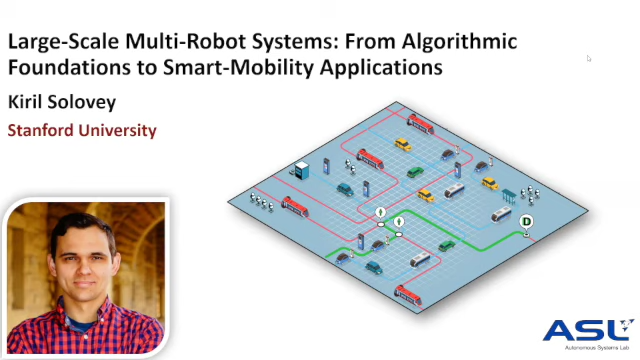 Large-Scale Multi-Robot Systems: From Algorithmic
Foundations to Smart-Mobility Applications
Kiril Solovey
Stanford University
D
ASL
Autonomous Systems Lab